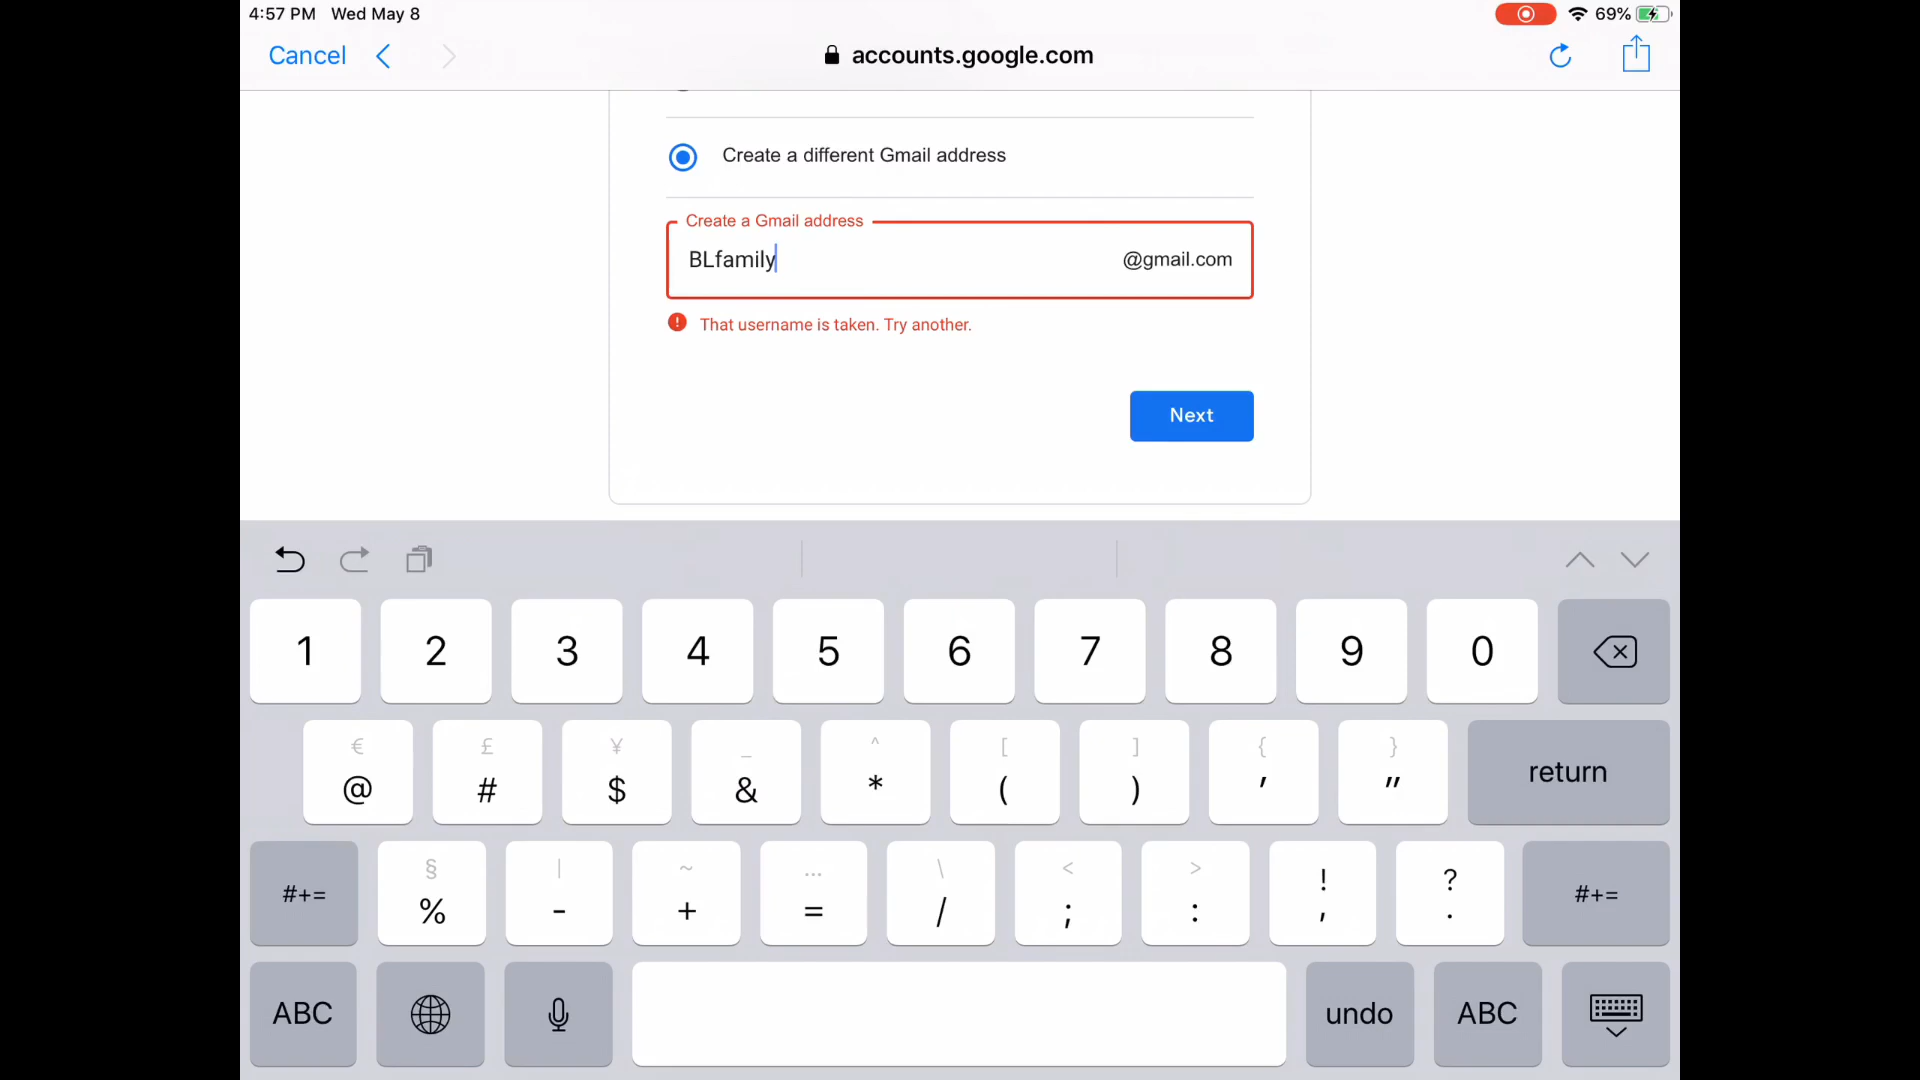 4:57 PM Wed May 8
69%
Cancel
accounts.google.com
Create a different Gmail address
Create a Gmail address
BLfamily
@gmail.com
That username is taken. Try another.
Next
1 2 3 4 5 6 7 8 9 0
€ £ ¥ _ ^ [ ] { }
@ # $ & * ( ) ' "
return
§ | ~ ... \ < > ! ?
#+= % - + = / ; : , . #+=
ABC undo ABC